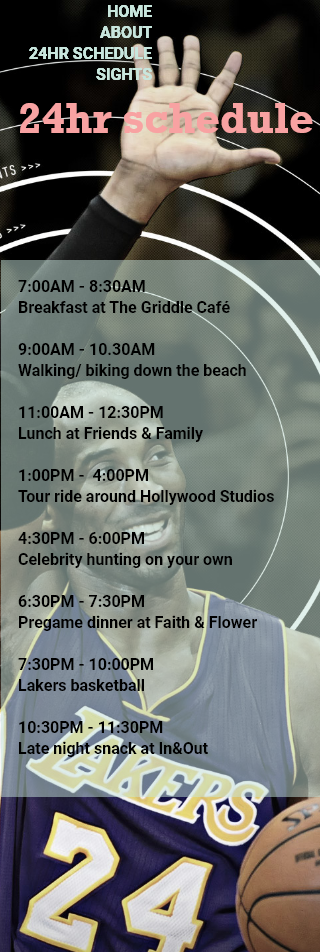 HOME
ABOUT
24HR SCHEDULE
SIGHTS
24hr schedule
NTS >>>
S >>>
7:00AM - 8:30AM
Breakfast at The Griddle Café
9:00AM - 10.30AM
Walking/ biking down the beach
11:00AM - 12:30PM
Lunch at Friends & Family
1:00PM -  4:00PM
Tour ride around Hollywood Studios
4:30PM - 6:00PM
Celebrity hunting on your own
6:30PM - 7:30PM
Pregame dinner at Faith & Flower
7:30PM - 10:00PM
Lakers basketball
10:30PM - 11:30PM
Late night snack at In&Out
LAKERS
24